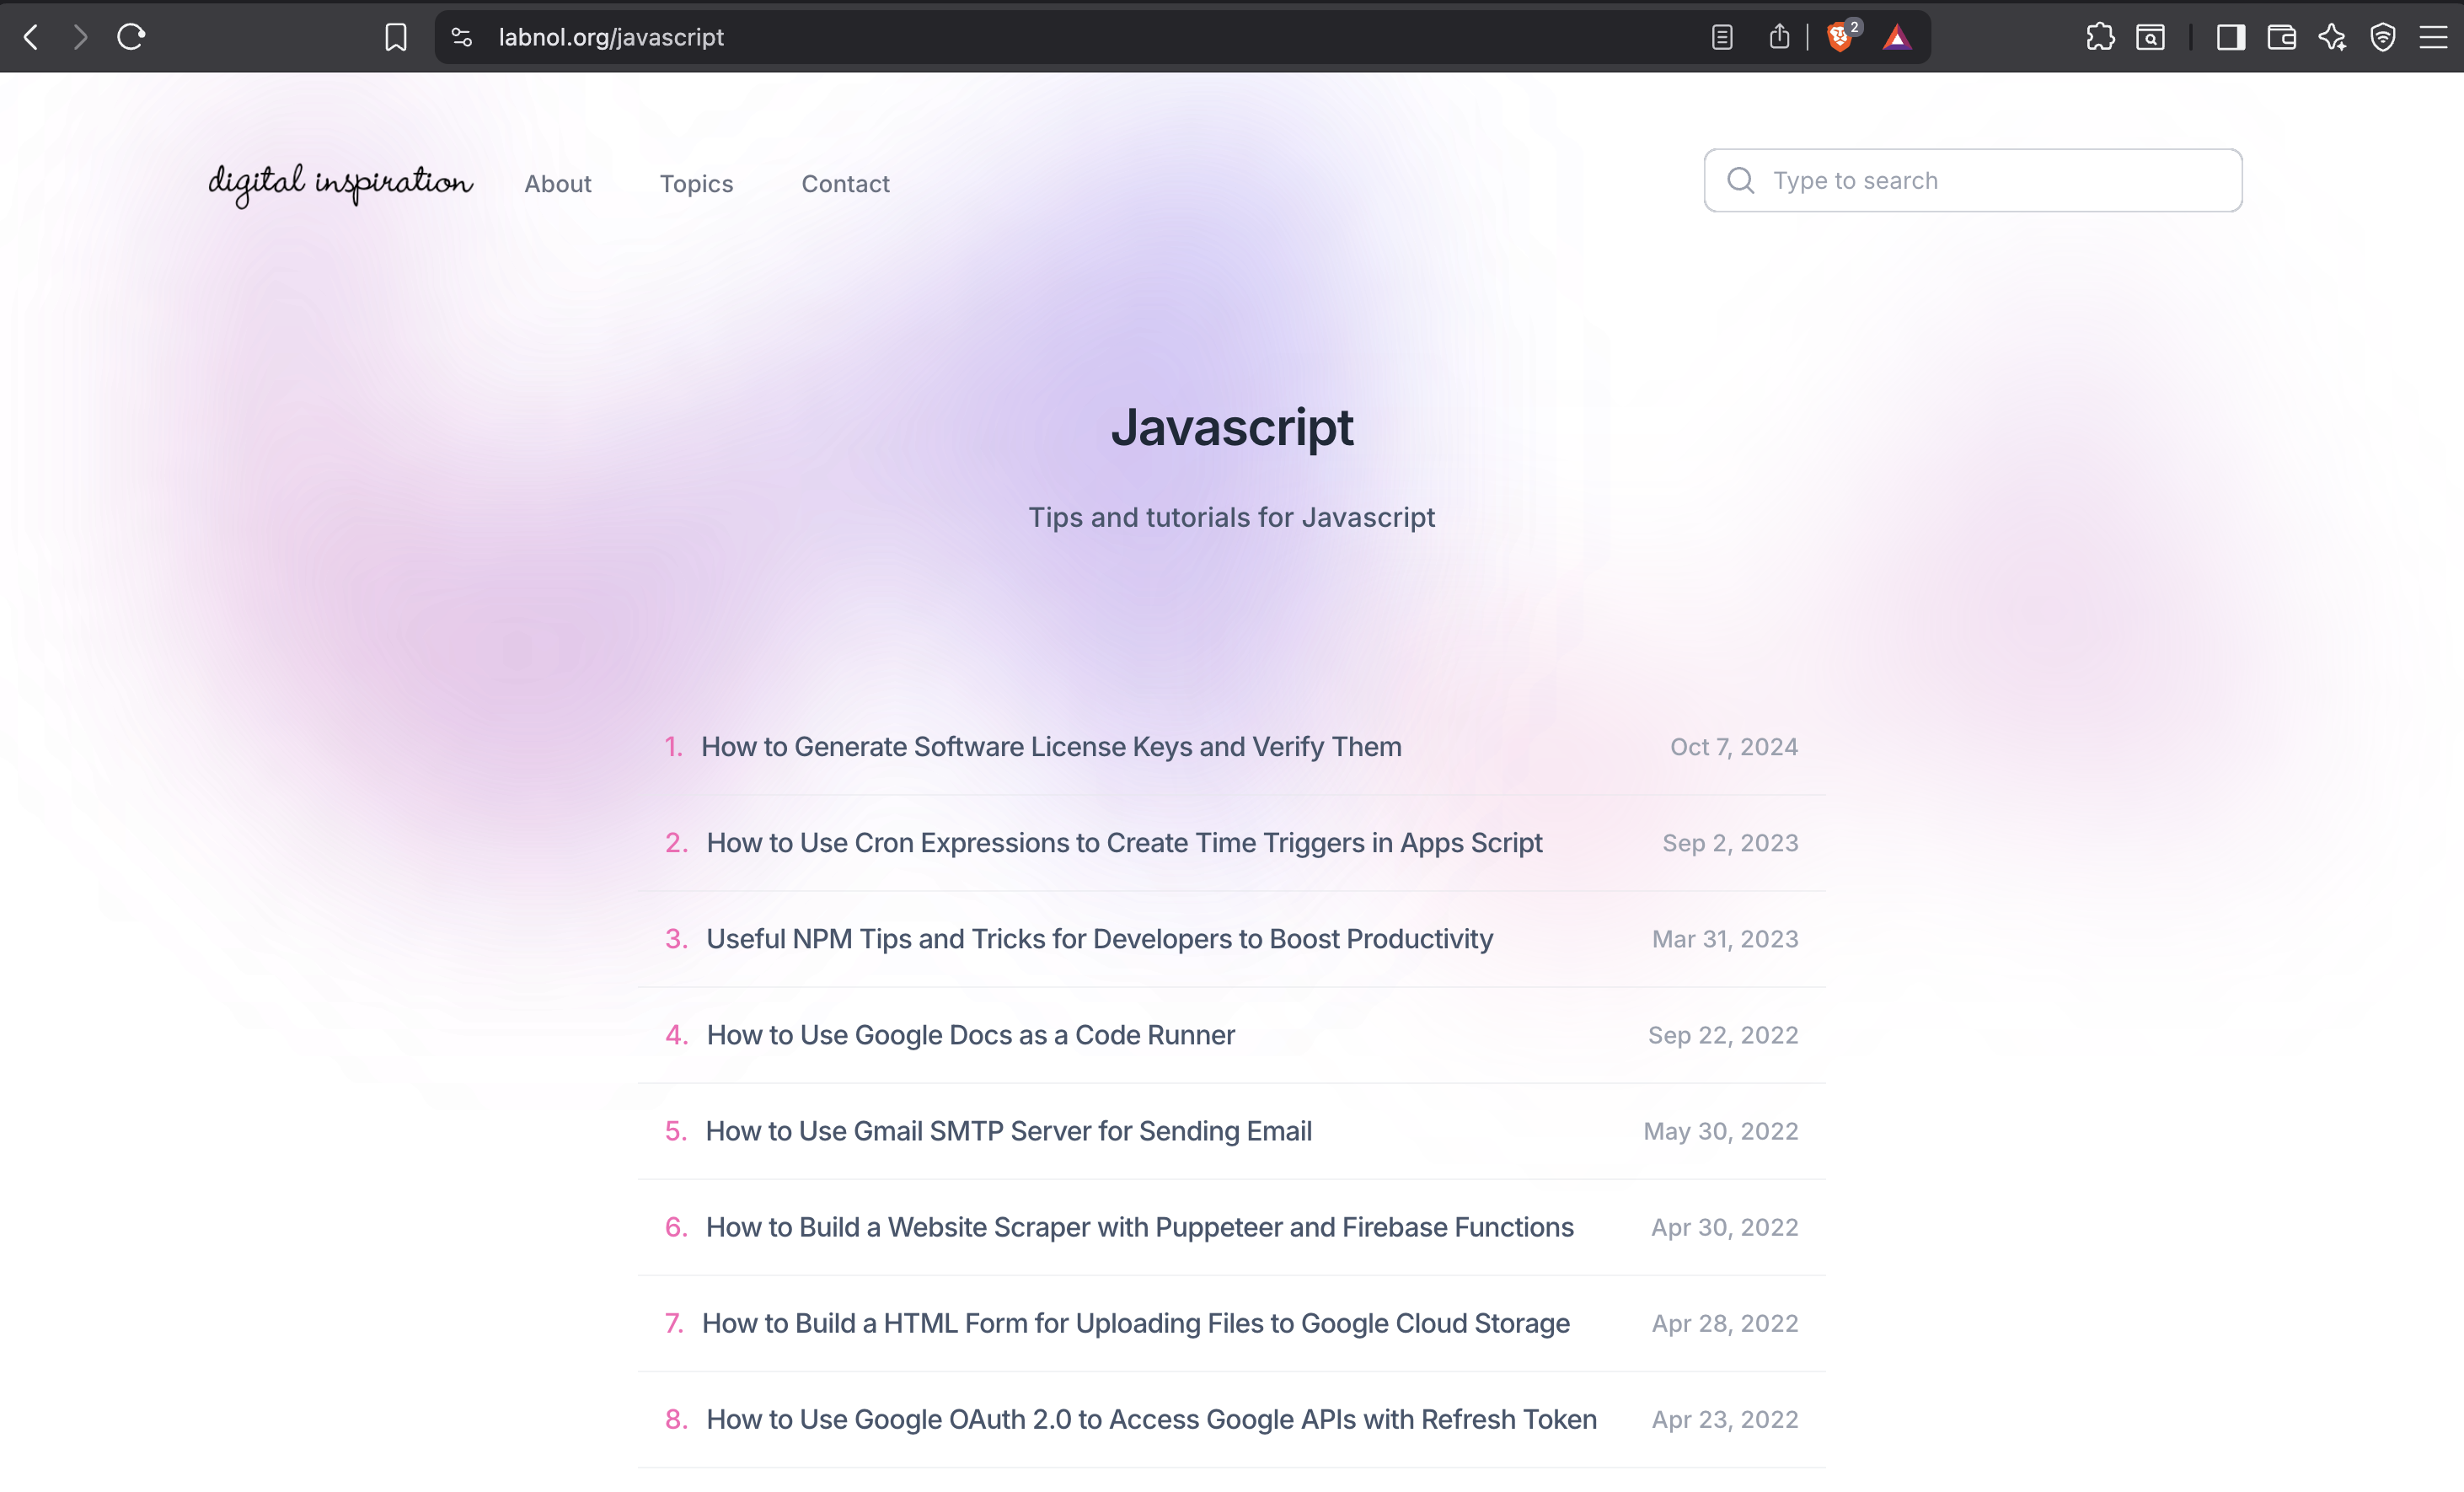 labnol.org/javascript
2
digital inspiration
About
Topics
Contact
Type to search
Javascript
Tips and tutorials for Javascript
1. How to Generate Software License Keys and Verify Them Oct 7, 2024
2. How to Use Cron Expressions to Create Time Triggers in Apps Script Sep 2, 2023
3. Useful NPM Tips and Tricks for Developers to Boost Productivity Mar 31, 2023
4. How to Use Google Docs as a Code Runner Sep 22, 2022
5. How to Use Gmail SMTP Server for Sending Email May 30, 2022
6. How to Build a Website Scraper with Puppeteer and Firebase Functions Apr 30, 2022
7. How to Build a HTML Form for Uploading Files to Google Cloud Storage Apr 28, 2022
8. How to Use Google OAuth 2.0 to Access Google APIs with Refresh Token Apr 23, 2022